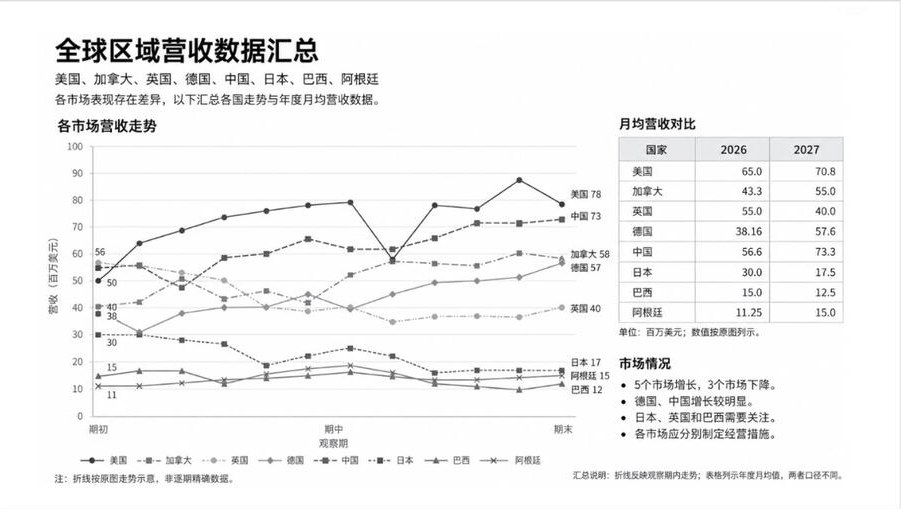 全球区域营收数据汇总
美国、加拿大、英国、德国、中国、日本、巴西、阿根廷
各市场表现存在差异，以下汇总各国走势与年度月均营收数据。
各市场营收走势
营收（百万美元）
100
90
80
70
60
50
40
30
20
10
0
56
50
40
38
30
15
11
美国 78
中国 73
加拿大 58
德国 57
英国 40
日本 17
阿根廷 15
巴西 12
期初 期中 期末
观察期
美国 加拿大 英国 德国 中国 日本 巴西 阿根廷
注：折线按原图走势示意，非逐期精确数据。
月均营收对比
国家 2026 2027
美国 65.0 70.8
加拿大 43.3 55.0
英国 55.0 40.0
德国 38.16 57.6
中国 56.6 73.3
日本 30.0 17.5
巴西 15.0 12.5
阿根廷 11.25 15.0
单位：百万美元；数值按原图列示。
市场情况
• 5个市场增长，3个市场下降。
• 德国、中国增长较明显。
• 日本、英国和巴西需要关注。
• 各市场应分别制定经营措施。
汇总说明：折线反映观察期内走势；表格列示年度月均值，两者口径不同。